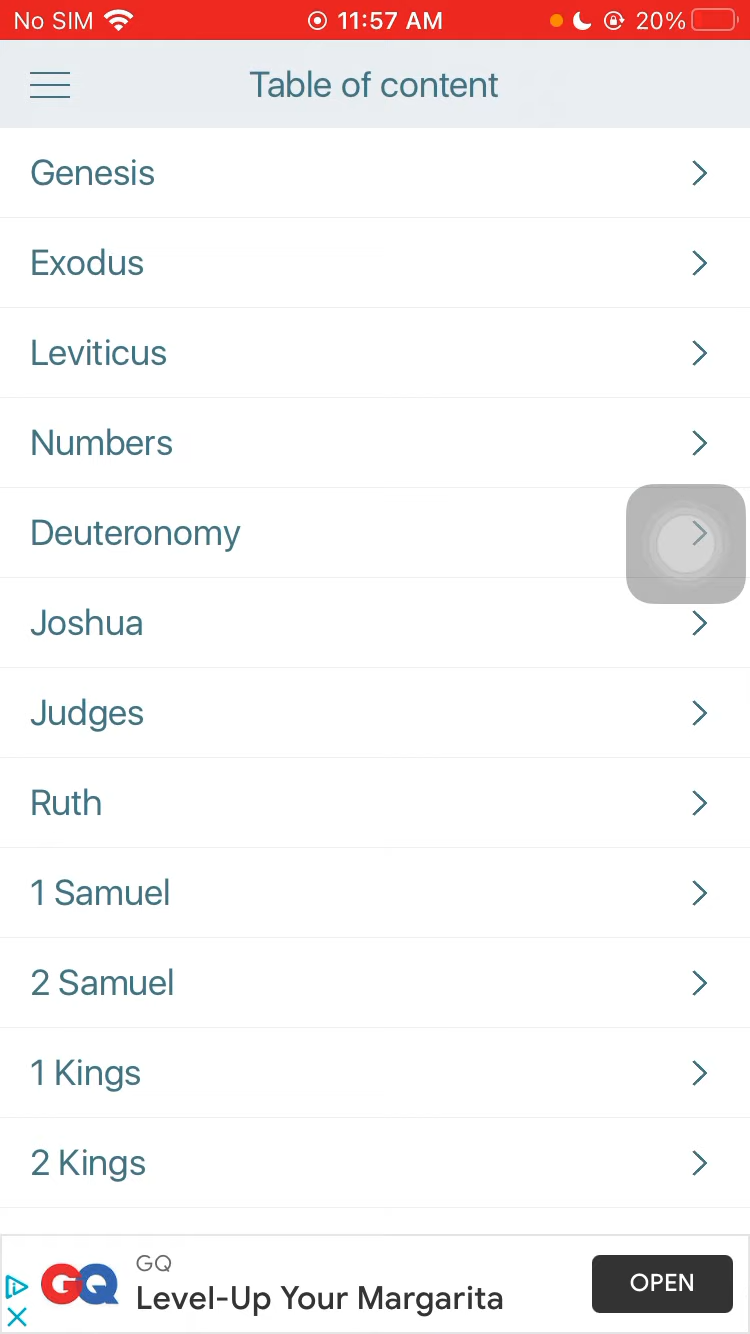 No SIM 11:57 AM 20%
Table of content
Genesis
Exodus
Leviticus
Numbers
Deuteronomy
Joshua
Judges
Ruth
1 Samuel
2 Samuel
1 Kings
2 Kings
GQ
GQ
Level-Up Your Margarita
OPEN